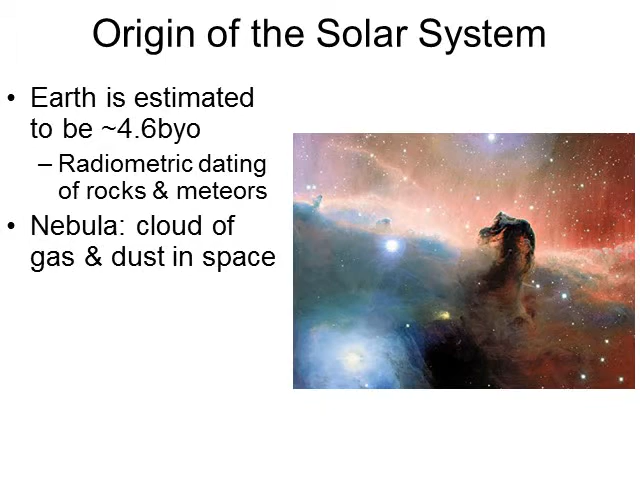 Origin of the Solar System
• Earth is estimated
to be ~4.6byo
– Radiometric dating
of rocks & meteors
• Nebula: cloud of
gas & dust in space